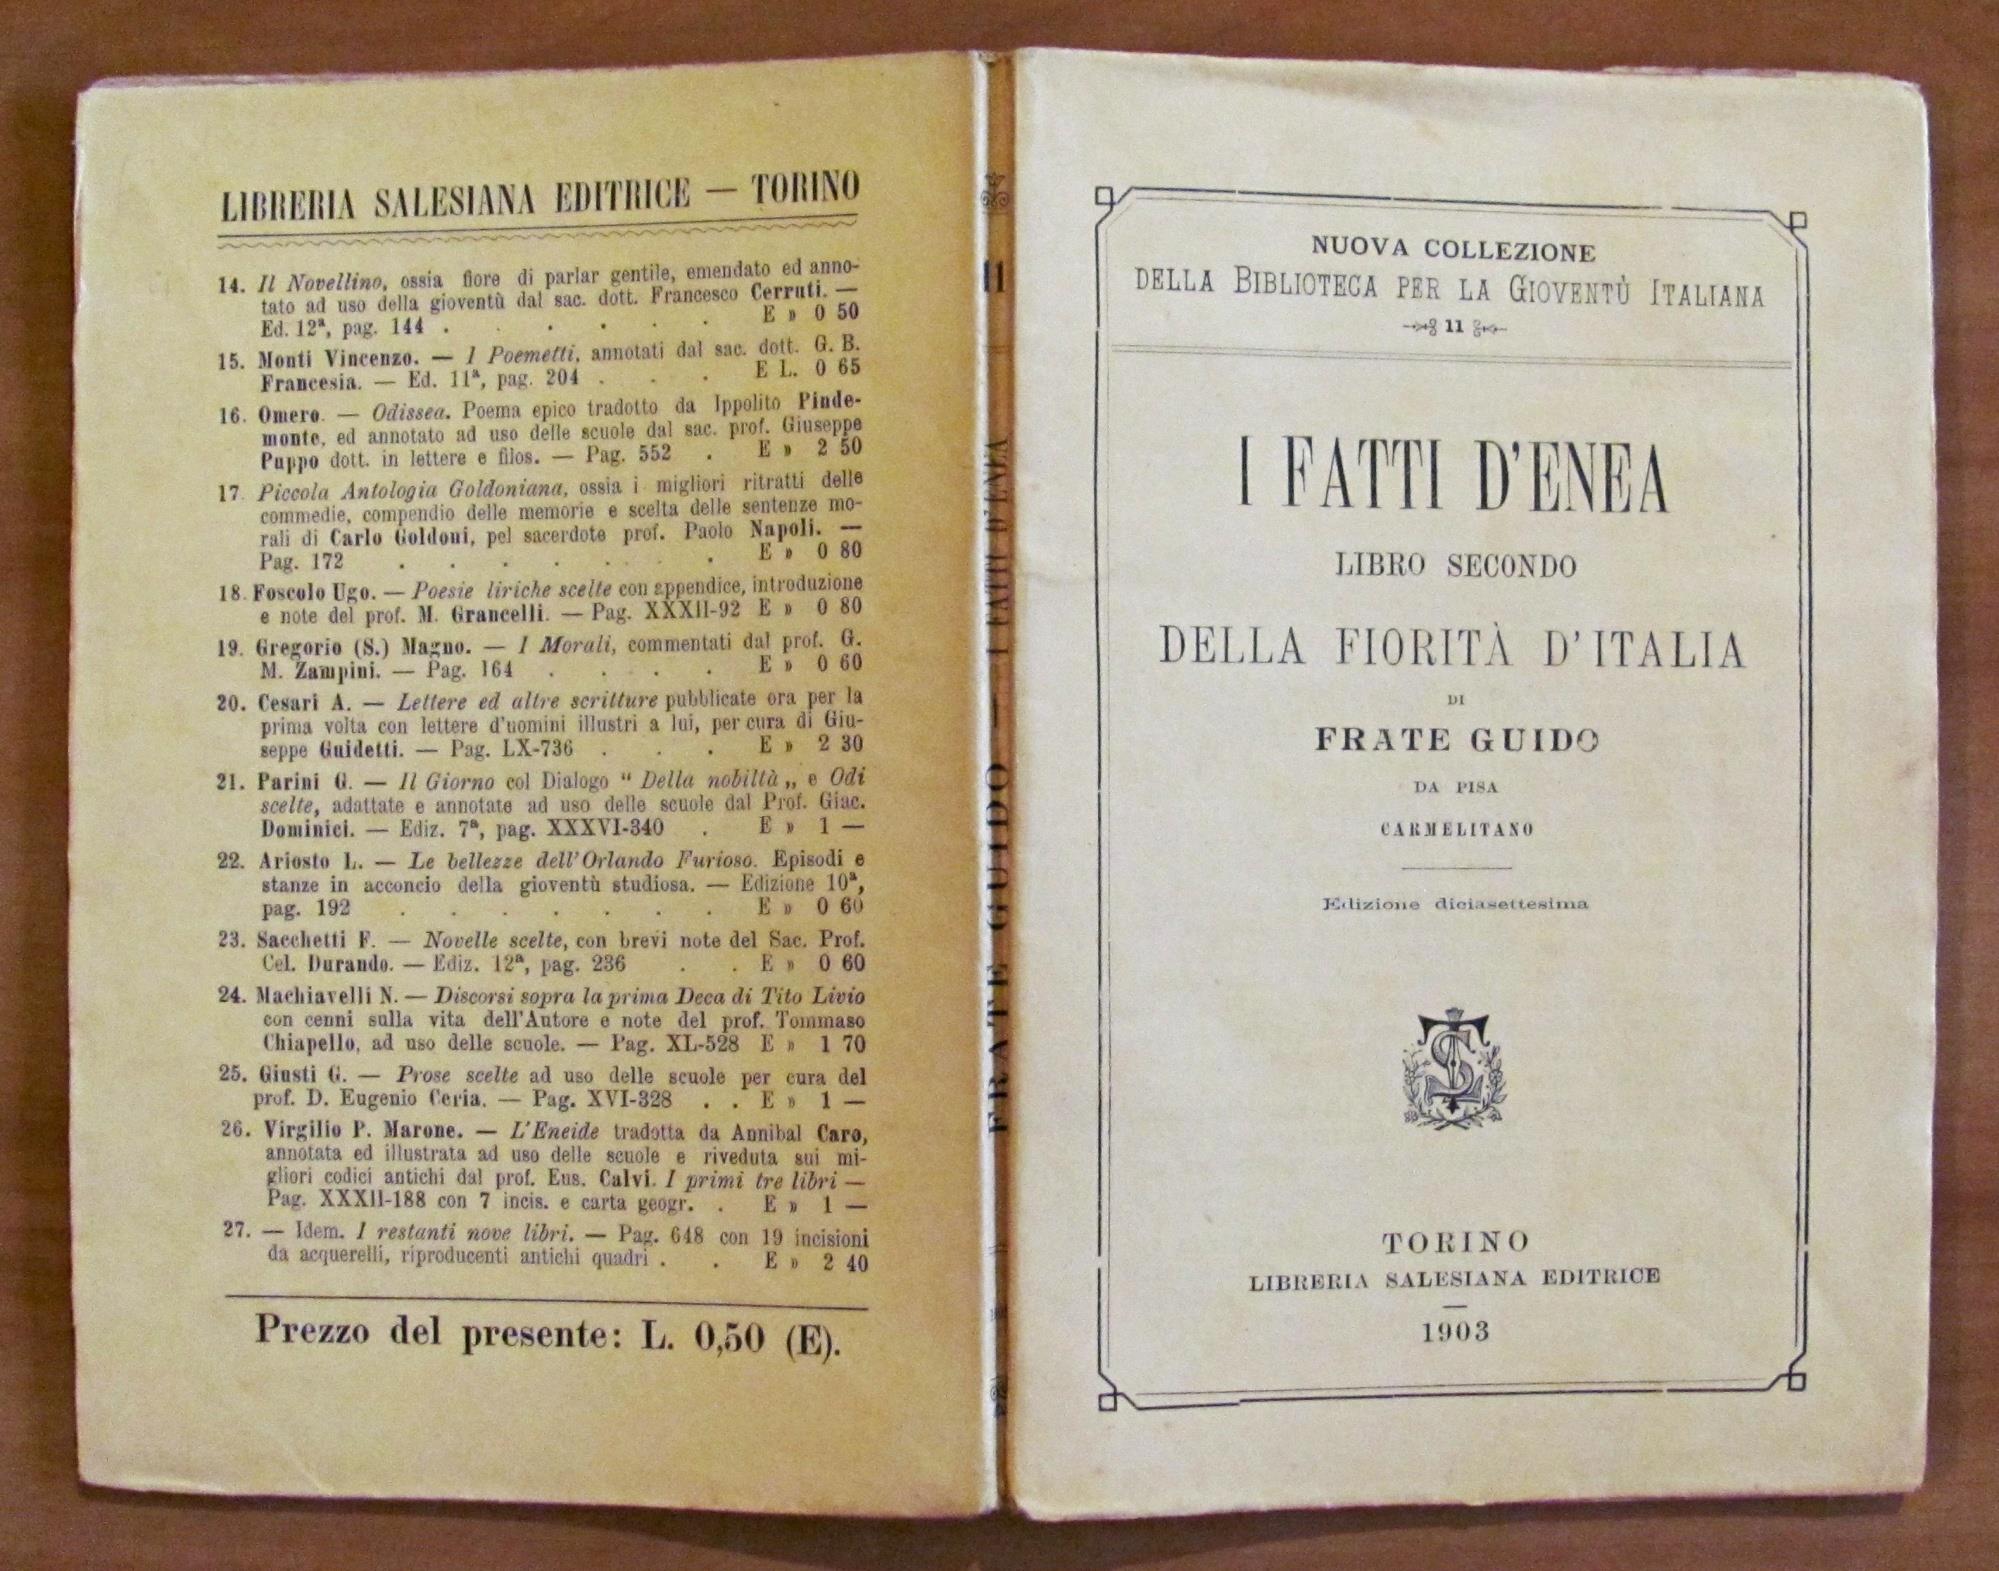 LIBRERIA SALESIANA EDITRICE — TORINO
14. Il Novellino, ossia fiore di parlar gentile, emendato ed anno-
tato ad uso della gioventù dal sac. dott. Francesco Cerruti. —
Ed. 12ª, pag. 144 . . . . . . E » 0 50
15. Monti Vincenzo. — I Poemetti, annotati dal sac. dott. G. B.
Francesia. — Ed. 11ª, pag. 204 . . . E L. 0 65
16. Omero. — Odissea. Poema epico tradotto da Ippolito Pinde-
monte, ed annotato ad uso delle scuole dal sac. prof. Giuseppe
Puppo dott. in lettere e filos. — Pag. 552 . E » 2 50
17. Piccola Antologia Goldoniana, ossia i migliori ritratti delle
commedie, compendio delle memorie e scelta delle sentenze mo-
rali di Carlo Goldoni, pel sacerdote prof. Paolo Napoli. —
Pag. 172 . . . . . . . E » 0 80
18. Foscolo Ugo. — Poesie liriche scelte con appendice, introduzione
e note del prof. M. Grancelli. — Pag. XXXII-92 E » 0 80
19. Gregorio (S.) Magno. — I Morali, commentati dal prof. G.
M. Zampini. — Pag. 164 . . . . E » 0 60
20. Cesari A. — Lettere ed altre scritture pubblicate ora per la
prima volta con lettere d'uomini illustri a lui, per cura di Giu-
seppe Guidetti. — Pag. LX-736 . . . E » 2 30
21. Parini G. — Il Giorno col Dialogo “ Della nobiltà „ e Odi
scelte, adattate e annotate ad uso delle scuole dal Prof. Giac.
Dominici. — Ediz. 7ª, pag. XXXVI-340 . E » 1 —
22. Ariosto L. — Le bellezze dell'Orlando Furioso. Episodi e
stanze in acconcio della gioventù studiosa. — Edizione 10ª,
pag. 192 . . . . . . . E » 0 60
23. Sacchetti F. — Novelle scelte, con brevi note del Sac. Prof.
Cel. Durando. — Ediz. 12ª, pag. 236 . . E » 0 60
24. Machiavelli N. — Discorsi sopra la prima Deca di Tito Livio
con cenni sulla vita dell'Autore e note del prof. Tommaso
Chiapello, ad uso delle scuole. — Pag. XL-528 E » 1 70
25. Giusti G. — Prose scelte ad uso delle scuole per cura del
prof. D. Eugenio Ceria. — Pag. XVI-328 . . E » 1 —
26. Virgilio P. Marone. — L'Eneide tradotta da Annibal Caro,
annotata ed illustrata ad uso delle scuole e riveduta sui mi-
gliori codici antichi dal prof. Eus. Calvi. I primi tre libri —
Pag. XXXII-188 con 7 incis. e carta geogr. . E » 1 —
27. — Idem. I restanti nove libri. — Pag. 648 con 19 incisioni
da acquerelli, riproducenti antichi quadri . . E » 2 40
Prezzo del presente: L. 0,50 (E).
11
FRATE GUIDO — I FATTI D'ENEA
NUOVA COLLEZIONE
DELLA BIBLIOTECA PER LA GIOVENTÙ ITALIANA
11
I FATTI D'ENEA
LIBRO SECONDO
DELLA FIORITÀ D'ITALIA
DI
FRATE GUIDO
DA PISA
CARMELITANO
Edizione diciasettesima
TORINO
LIBRERIA SALESIANA EDITRICE
1903